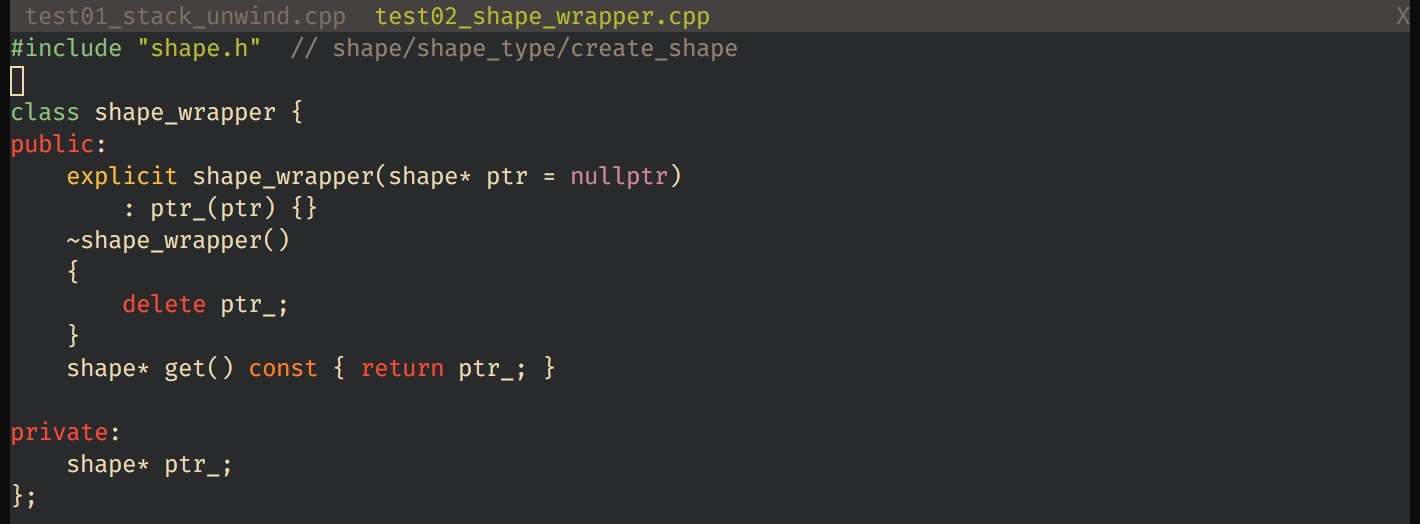 test01_stack_unwind.cpp  test02_shape_wrapper.cpp X
#include "shape.h"  // shape/shape_type/create_shape
class shape_wrapper {
public:
    explicit shape_wrapper(shape* ptr = nullptr)
        : ptr_(ptr) {}
    ~shape_wrapper()
    {
        delete ptr_;
    }
    shape* get() const { return ptr_; }
private:
    shape* ptr_;
};